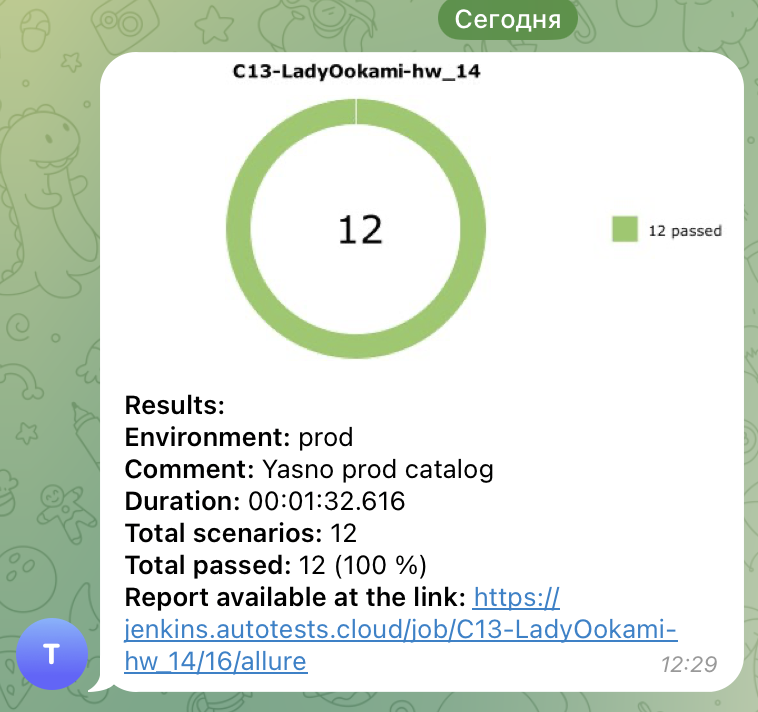 Сегодня
C13-LadyOokami-hw_14
12
12 passed
Results:
Environment: prod
Comment: Yasno prod catalog
Duration: 00:01:32.616
Total scenarios: 12
Total passed: 12 (100 %)
Report available at the link: https://
jenkins.autotests.cloud/job/C13-LadyOokami-
hw_14/16/allure
12:29
T